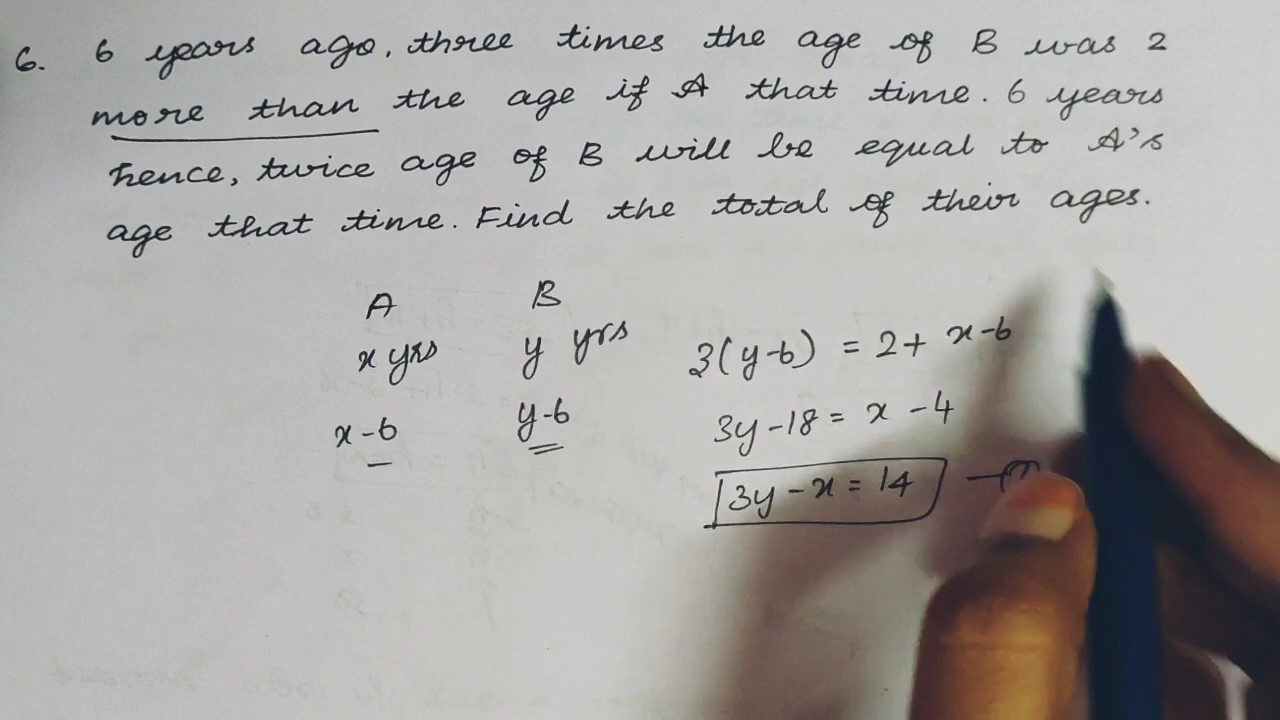 6. 6 years ago, three times the age of B was 2
more than the age if A that time. 6 years
hence, twice age of B will be equal to A's
age that time. Find the total of their ages.
A B
x yrs y yrs
x-6 y-6
3(y-6) = 2+ x-6
3y-18 = x -4
3y-x = 14